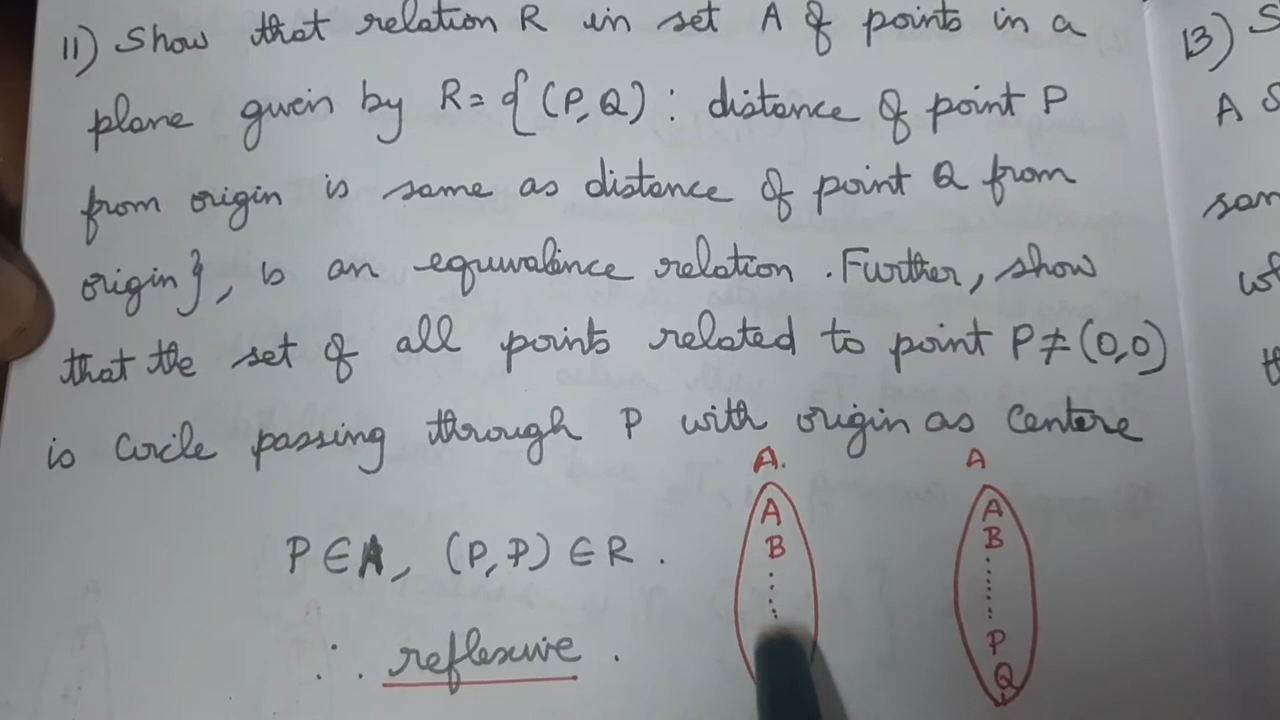 11) Show that relation R in set A of points in a
plane given by R = {(P,Q) : distance of point P
from origin is same as distance of point Q from
origin}, is an equivalence relation . Further, show
that the set of all points related to point P ≠ (0,0)
is Circle passing through P with origin as Centere
P ∈ A, (P,P) ∈ R .
∴ reflexive .
A.
A
B
A
A
B
P
Q
13) S
A S